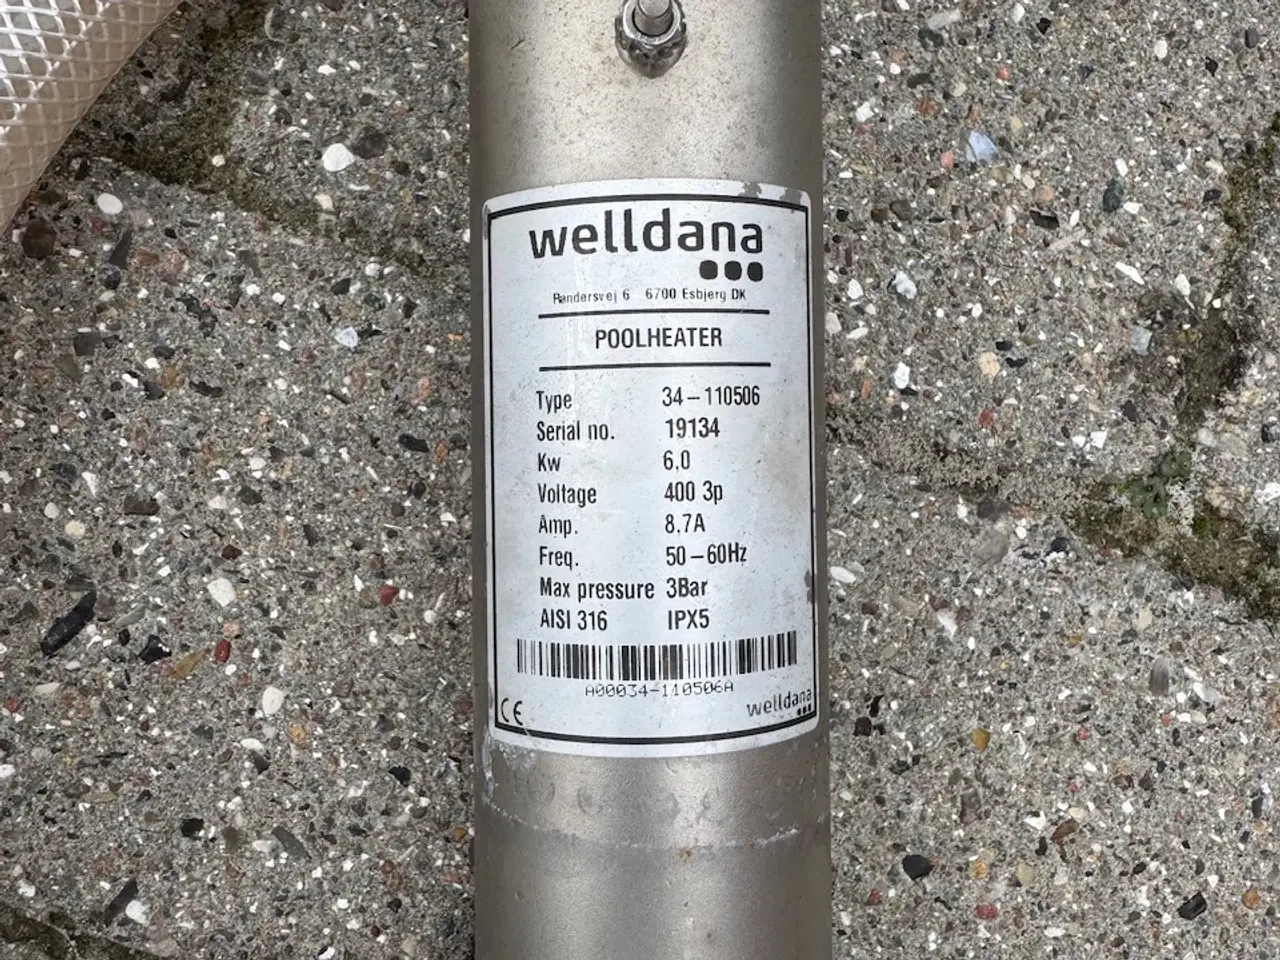 welldana
Randersvej 6 6700 Esbjerg DK
POOLHEATER
Type 34-110506
Serial no. 19134
Kw 6.0
Voltage 400 3p
Amp. 8.7A
Freq. 50-60Hz
Max pressure 3Bar
AISI 316 IPX5
A00034-110506A
CE welldana